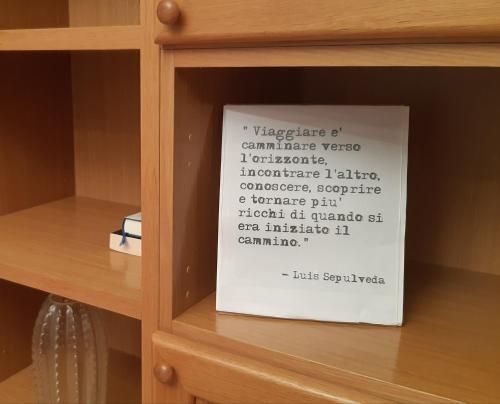 " Viaggiare e'
camminare verso
l'orizzonte,
incontrare l'altro,
conoscere, scoprire
e tornare piu'
ricchi di quando si
era iniziato il
cammino."
— Luis Sepulveda